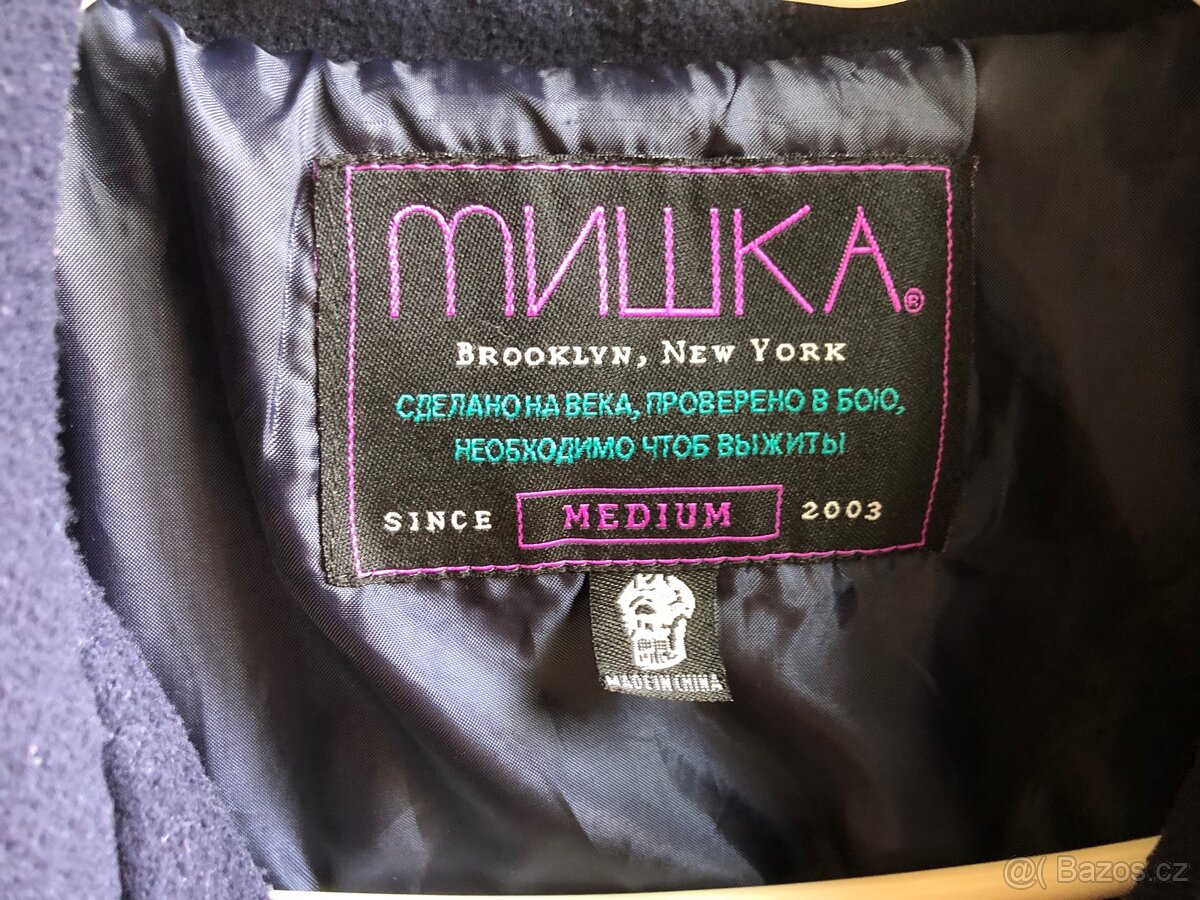 МИШКА®
BROOKLYN, NEW YORK
СДЕЛАНО НА ВЕКА, ПРОВЕРЕНО В БОЮ,
НЕОБХОДИМО ЧТОБ ВЫЖИТЫ
SINCE MEDIUM 2003
MADE IN CHINA
@( Bazos.cz